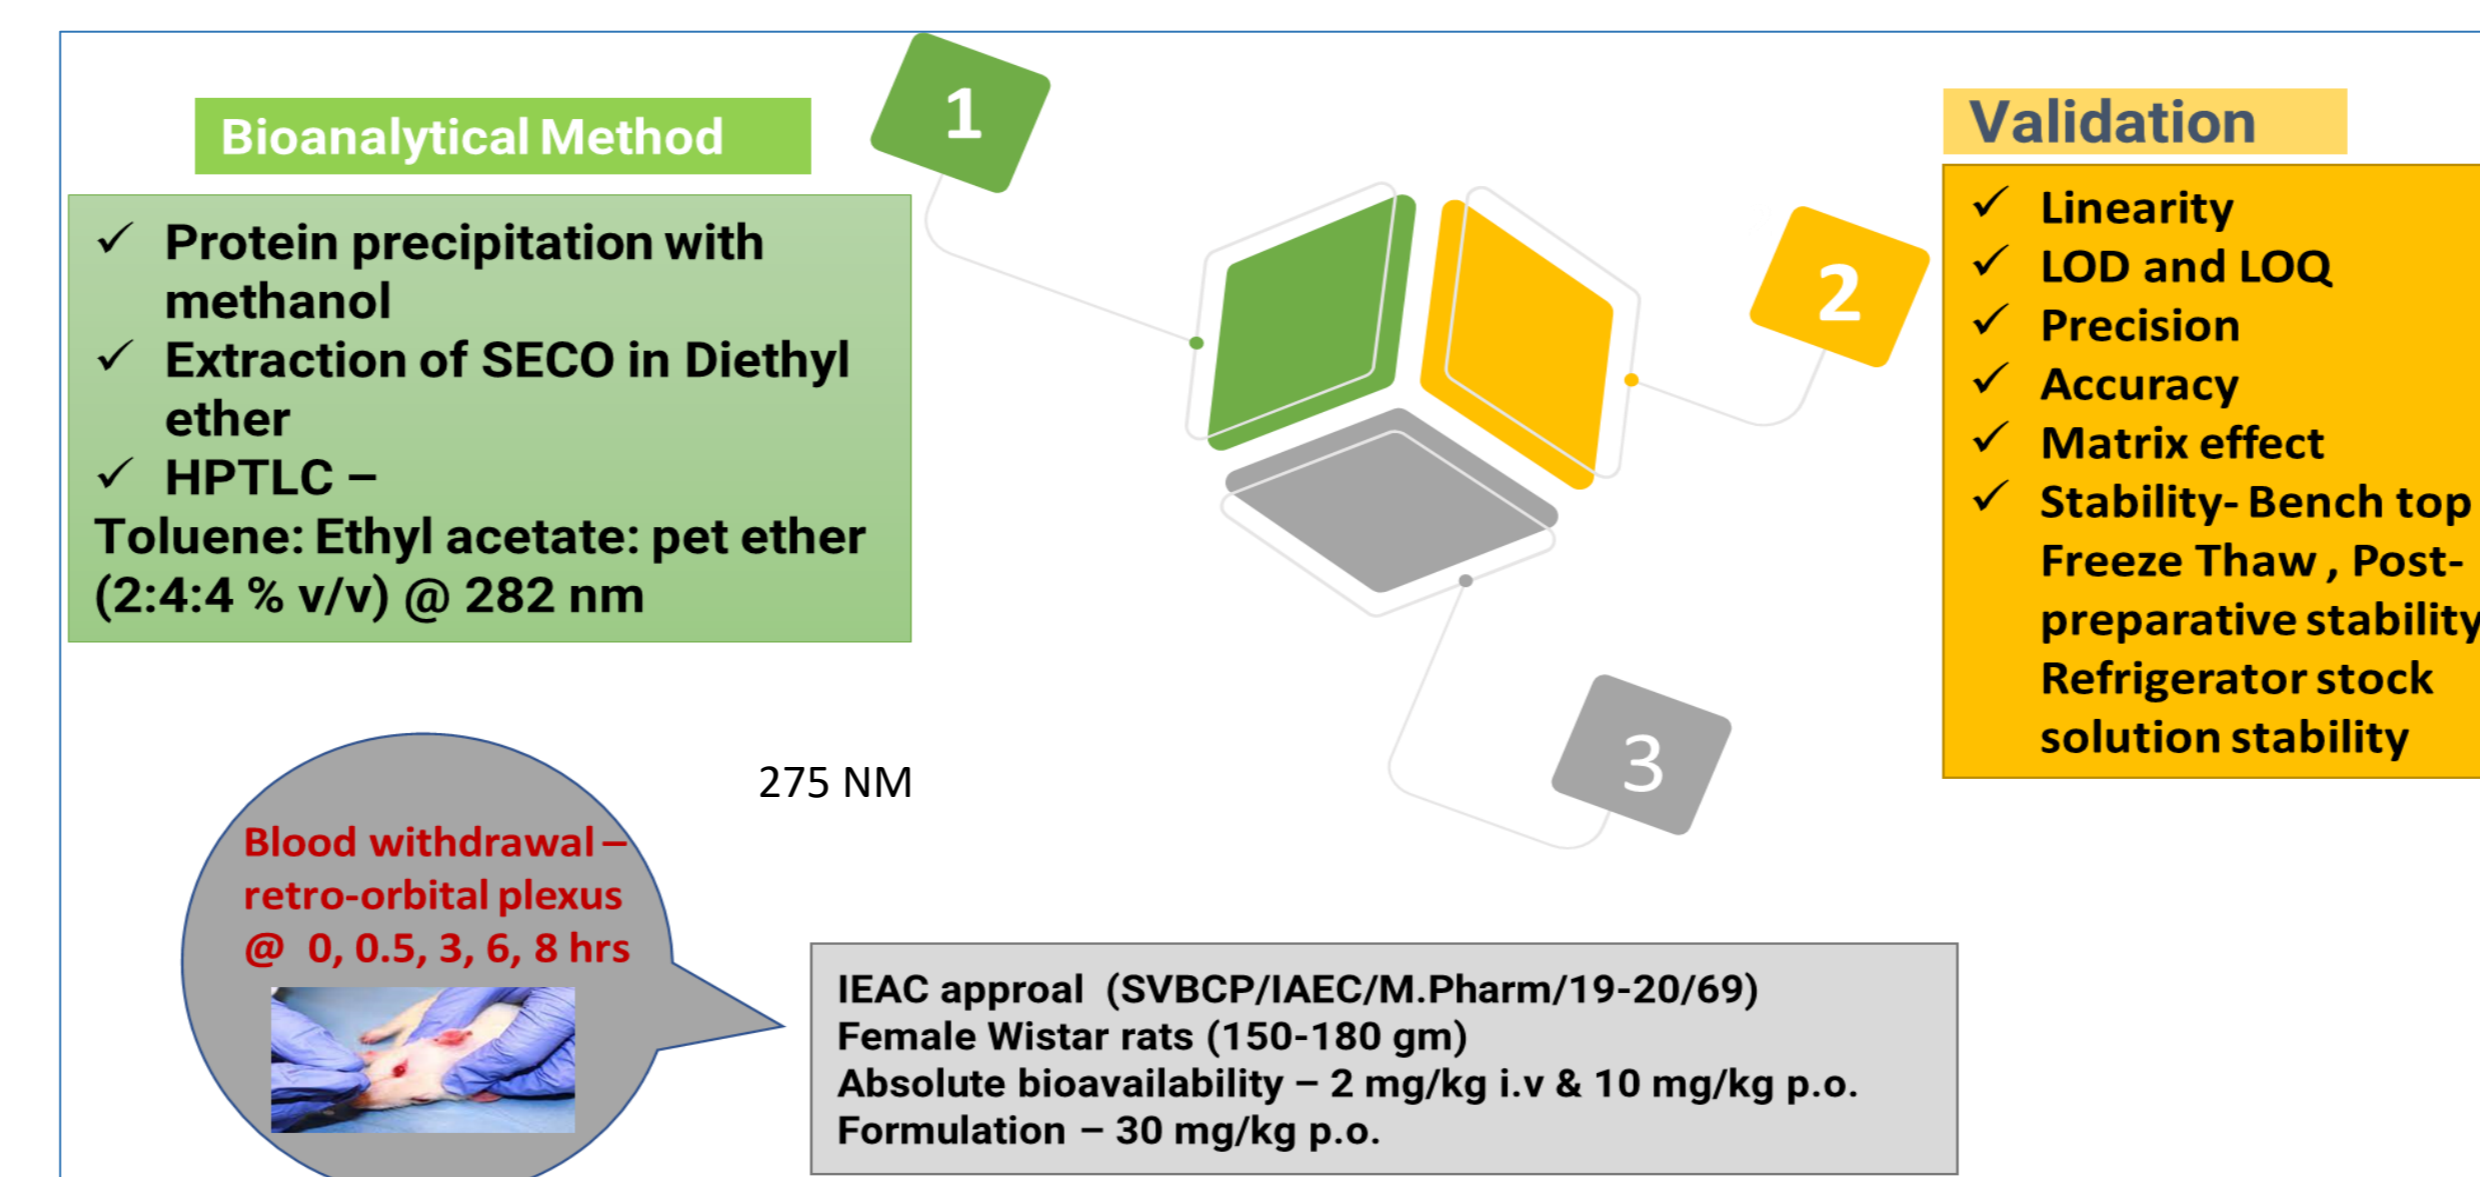 1
Bioanalytical Method
✓ Protein precipitation with
methanol
✓ Extraction of SECO in Diethyl
ether
✓ HPTLC –
Toluene: Ethyl acetate: pet ether
(2:4:4 % v/v) @ 282 nm
2
Validation
✓ Linearity
✓ LOD and LOQ
✓ Precision
✓ Accuracy
✓ Matrix effect
✓ Stability- Bench top
Freeze Thaw , Post-
preparative stability
Refrigerator stock
solution stability
3
275 NM
Blood withdrawal –
retro-orbital plexus
@ 0, 0.5, 3, 6, 8 hrs
IEAC approal (SVBCP/IAEC/M.Pharm/19-20/69)
Female Wistar rats (150-180 gm)
Absolute bioavailability – 2 mg/kg i.v & 10 mg/kg p.o.
Formulation – 30 mg/kg p.o.